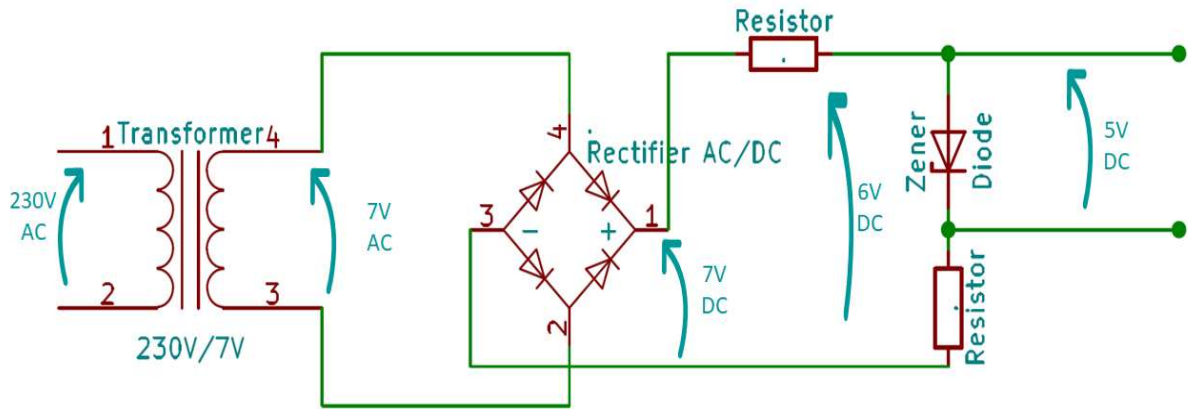 Resistor
1 Transformer 4
230V
AC
2
3
230V/7V
7V
AC
4
Rectifier AC/DC
3
-
+
1
2
7V
DC
6V
DC
Zener
Diode
5V
DC
Resistor